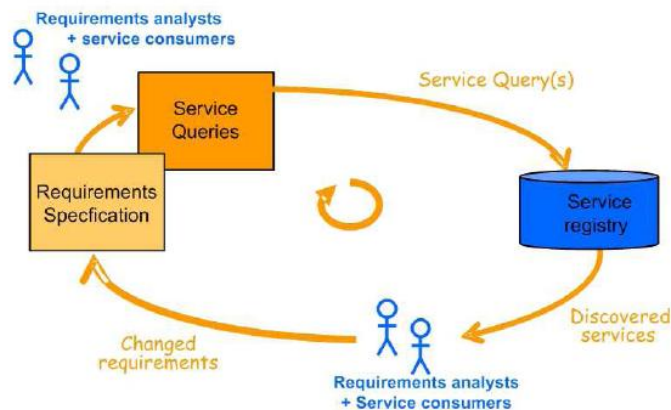 Requirements analysts
+ service consumers
Service Query(s)
Service
Queries
Requirements
Specfication
Service
registry
Discovered
services
Changed
requirements
Requirements analysts
+ Service consumers